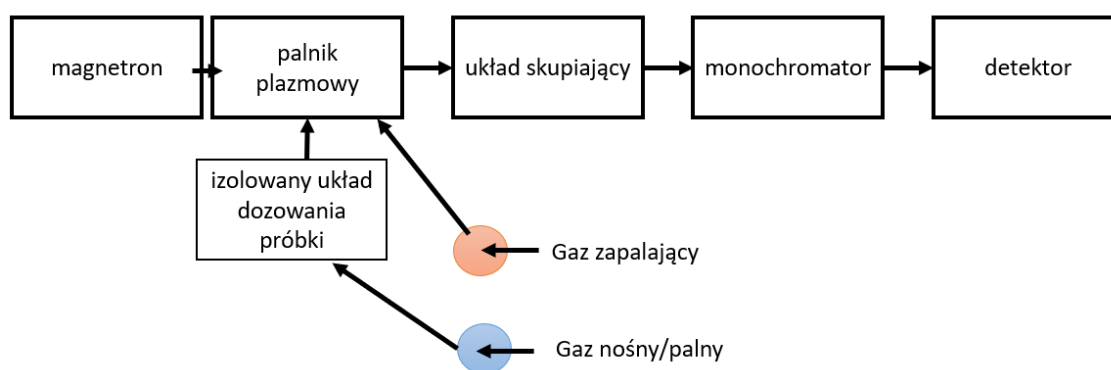 magnetron
palnik
plazmowy
układ skupiający
monochromator
detektor
izolowany układ
dozowania
próbki
Gaz zapalający
Gaz nośny/palny